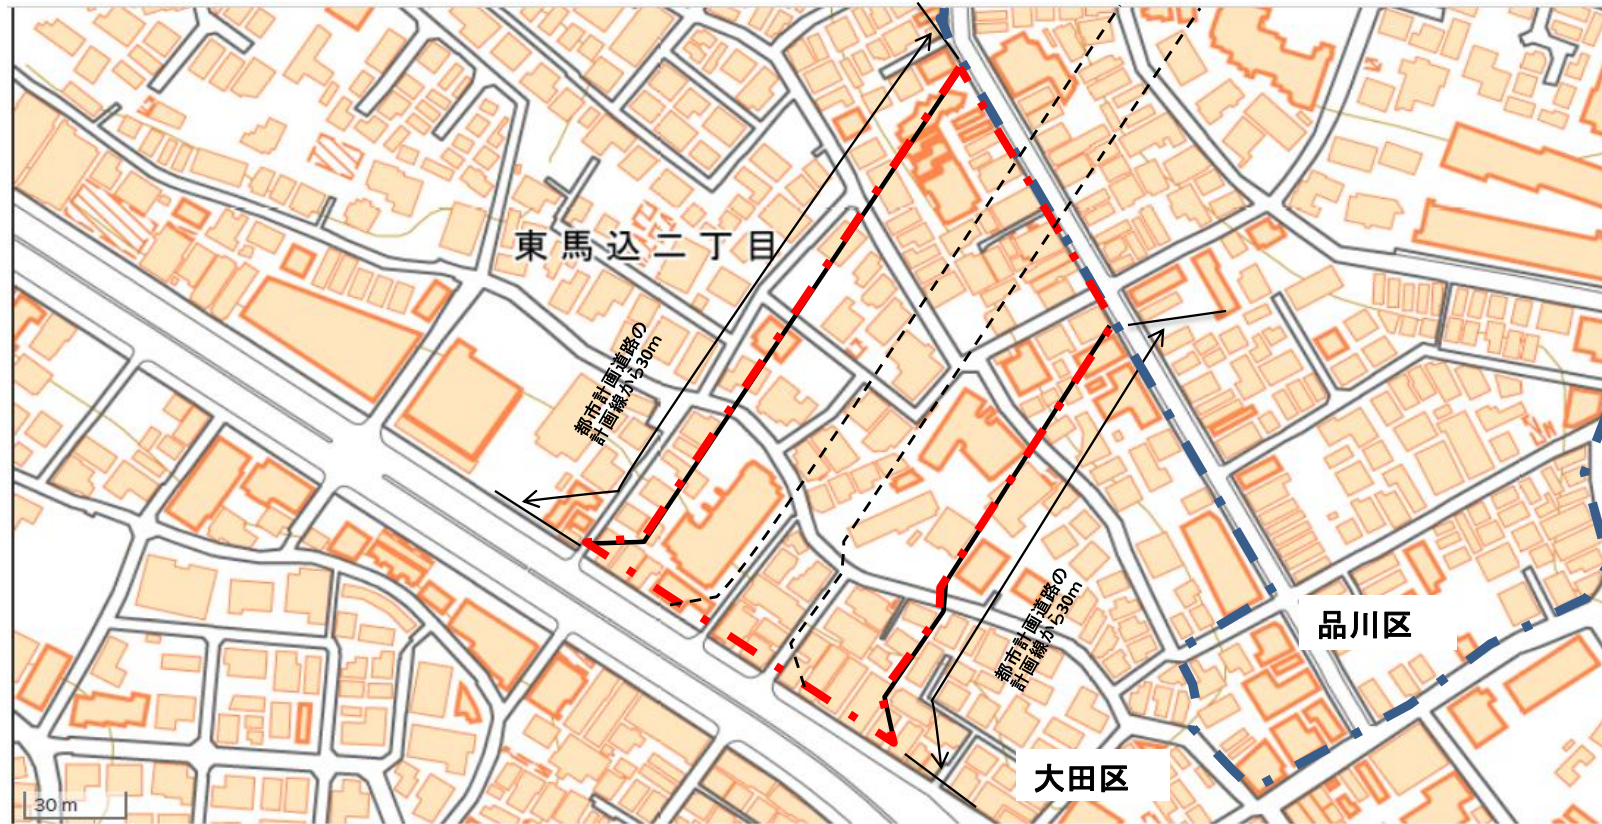 東馬込二丁目
都市計画道路の
計画線から30m
都市計画道路の
計画線から30m
品川区
大田区
30 m